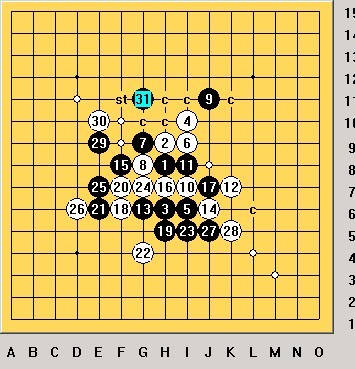 15
14
13
12
st 31 c c 9 c 11
30 c c 4 10
29 7 2 6 9
15 8 1 11 8
25 20 24 16 10 17 12 7
26 21 18 13 3 5 14 c 6
19 23 27 28 5
22 4
3
2
1
A B C D E F G H I J K L M N O